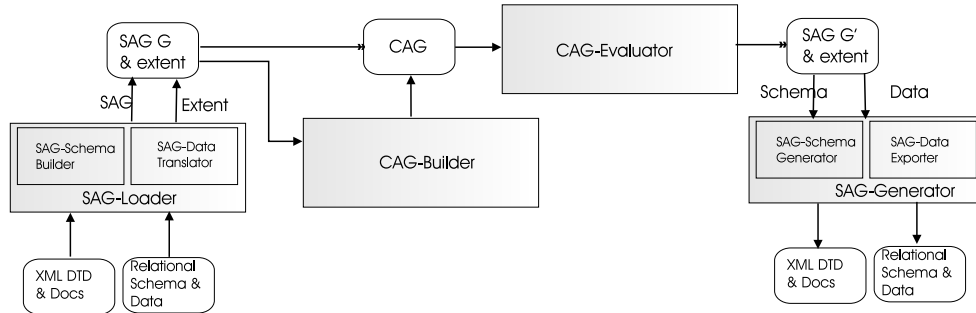 SAG G
& extent
CAG
CAG-Evaluator
SAG G'
& extent
SAG
Extent
Schema
Data
SAG-Schema
Builder
SAG-Data
Translator
SAG-Loader
CAG-Builder
SAG-Schema
Generator
SAG-Data
Exporter
SAG-Generator
XML DTD
& Docs
Relational
Schema &
Data
XML DTD
& Docs
Relational
Schema &
Data